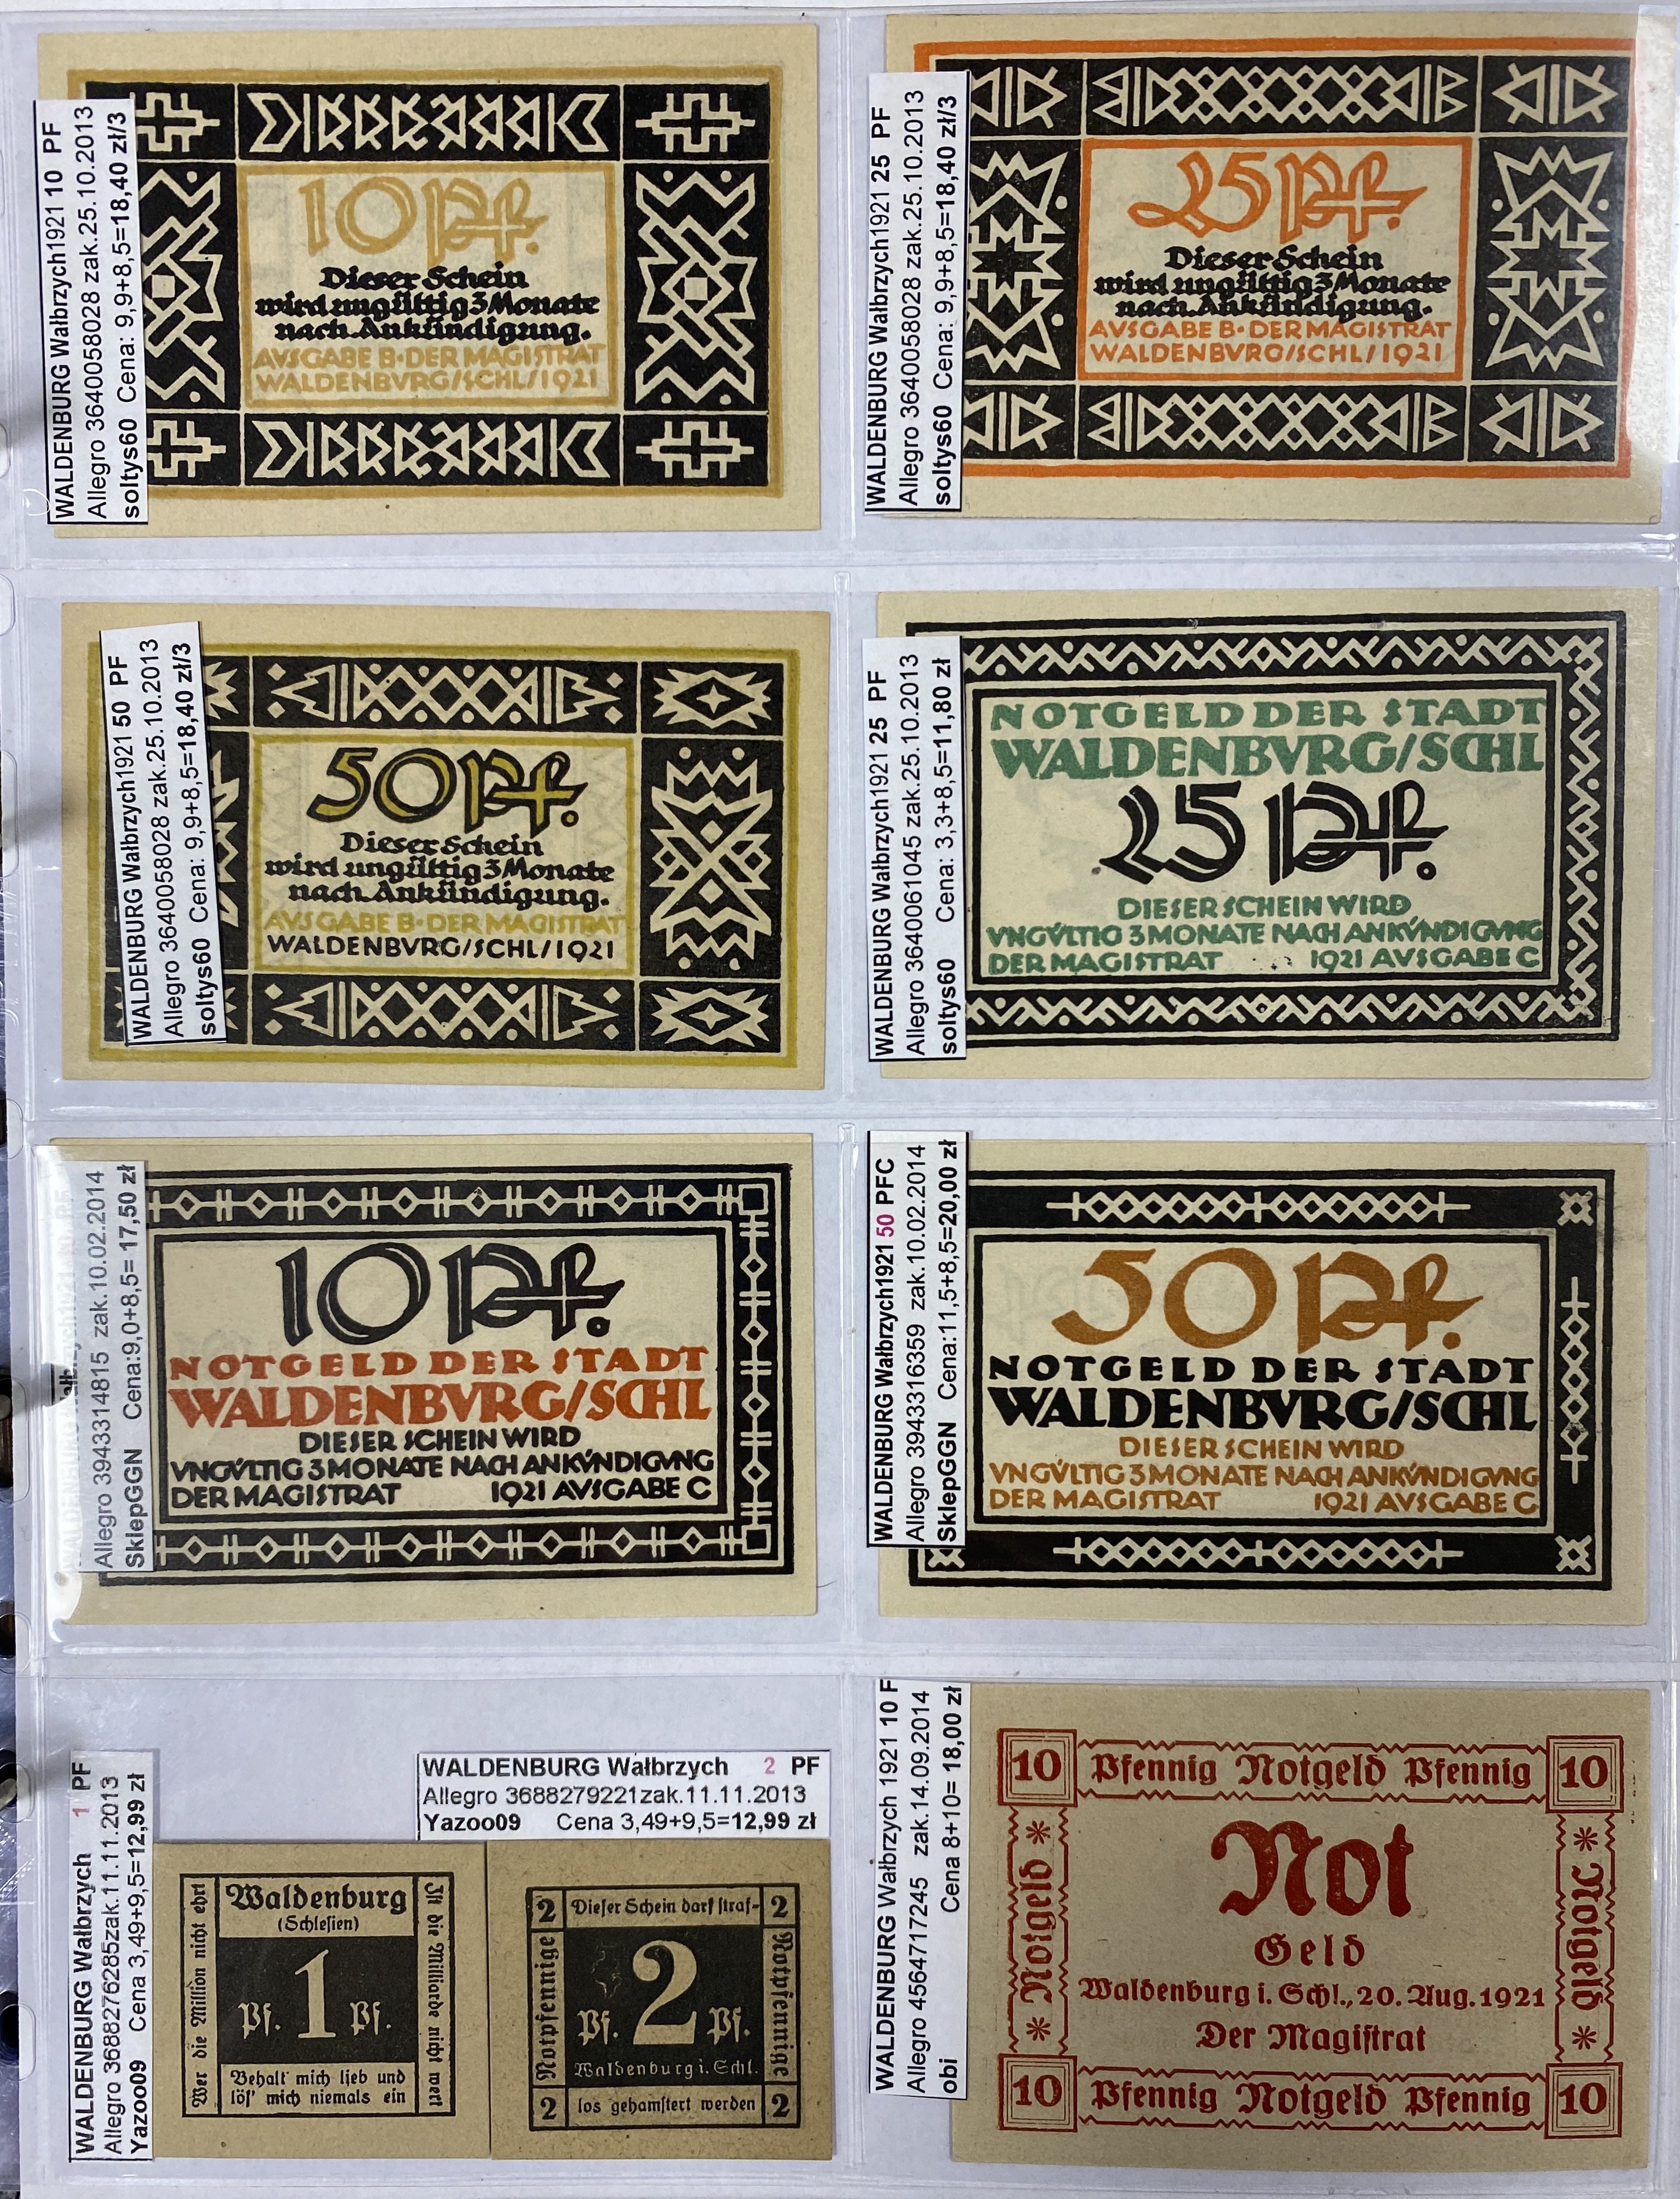 WALDENBURG Wałbrzych1921 10 PF
Allegro 3640058028 zak.25.10.2013
soltys60 Cena: 9,9+8,5=18,40 zł/3
10 Pf.
Dieser Schein
wird ungültig 3 Monate
nach Ankündigung.
AVSGABE B·DER MAGISTRAT
WALDENBVRG/SCHL/1921
WALDENBURG Wałbrzych1921 25 PF
Allegro 3640058028 zak.25.10.2013
soltys60 Cena: 9,9+8,5=18,40 zł/3
25 Pf.
Dieser Schein
wird ungültig 3 Monate
nach Ankündigung.
AVSGABE B·DER MAGISTRAT
WALDENBVRG/SCHL/1921
WALDENBURG Wałbrzych1921 50 PF
Allegro 3640058028 zak.25.10.2013
soltys60 Cena: 9,9+8,5=18,40 zł/3
50 Pf.
Dieser Schein
wird ungültig 3 Monate
nach Ankündigung.
AVSGABE B·DER MAGISTRAT
WALDENBVRG/SCHL/1921
WALDENBURG Wałbrzych1921 25 PF
Allegro 3640061045 zak.25.10.2013
soltys60 Cena: 3,3+8,5=11,80 zł
NOTGELD DER STADT
WALDENBVRG/SCHL
25 Pf.
DIESER SCHEIN WIRD
VNGVLTIG 3 MONATE NACH ANKVNDIGVNG
DER MAGISTRAT 1921 AVSGABE C
Allegro 3943314815 zak.10.02.2014
SklepGGN Cena:9,0+8,5= 17,50 zł
10 Pf.
NOTGELD DER STADT
WALDENBVRG/SCHL
DIESER SCHEIN WIRD
VNGVLTIG 3 MONATE NACH ANKVNDIGVNG
DER MAGISTRAT 1921 AVSGABE C
WALDENBURG Wałbrzych1921 50 PFC
Allegro 3943316359 zak.10.02.2014
SklepGGN Cena:11,5+8,5=20,00 zł
50 Pf.
NOTGELD DER STADT
WALDENBVRG/SCHL
DIESER SCHEIN WIRD
VNGVLTIG 3 MONATE NACH ANKVNDIGVNG
DER MAGISTRAT 1921 AVSGABE C
WALDENBURG Wałbrzych 1 PF
Allegro 3688276285zak.11.11.2013
Yazoo09 Cena 3,49+9,5=12,99 zł
Wer die Million nicht ehrt
Waldenburg
(Schlesien)
Pf. 1 Pf.
Behalt' mich lieb und
lös' mich niemals ein
Ist die Milliarde nicht wert
WALDENBURG Wałbrzych 2 PF
Allegro 3688279221zak.11.11.2013
Yazoo09 Cena 3,49+9,5=12,99 zł
2 Dieser Schein darf straf- 2
Notpfennige
Pf. 2 Pf.
Waldenburg i. Schl.
Notpfennige
2 los gehamstert werden 2
WALDENBURG Wałbrzych 1921 10 F
Allegro 4564717245 zak.14.09.2014
obi Cena 8+10= 18,00 zł
10 Pfennig Notgeld Pfennig 10
* Notgeld *
Not
Geld
Waldenburg i. Schl., 20. Aug. 1921
Der Magistrat
* Notgeld *
10 Pfennig Notgeld Pfennig 10